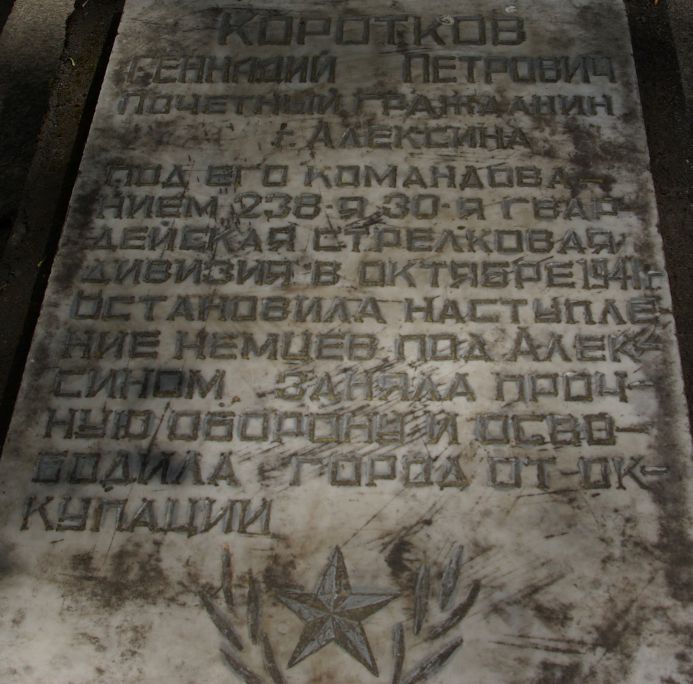 КОРОТКОВ
ГЕННАДИЙ ПЕТРОВИЧ
ПОЧЕТНЫЙ ГРАЖДАНИН
Г. АЛЕКСИНА
ПОД ЕГО КОМАНДОВА-
НИЕМ 238-Я 30-Я ГВАР-
ДЕЙСКАЯ СТРЕЛКОВАЯ
ДИВИЗИЯ В ОКТЯБРЕ 1941Г.
ОСТАНОВИЛА НАСТУПЛЕ-
НИЕ НЕМЦЕВ ПОД АЛЕК-
СИНОМ ЗАНЯЛА ПРОЧ-
НУЮ ОБОРОНУ И ОСВО-
БОДИЛА ГОРОД ОТ ОК-
КУПАЦИИ